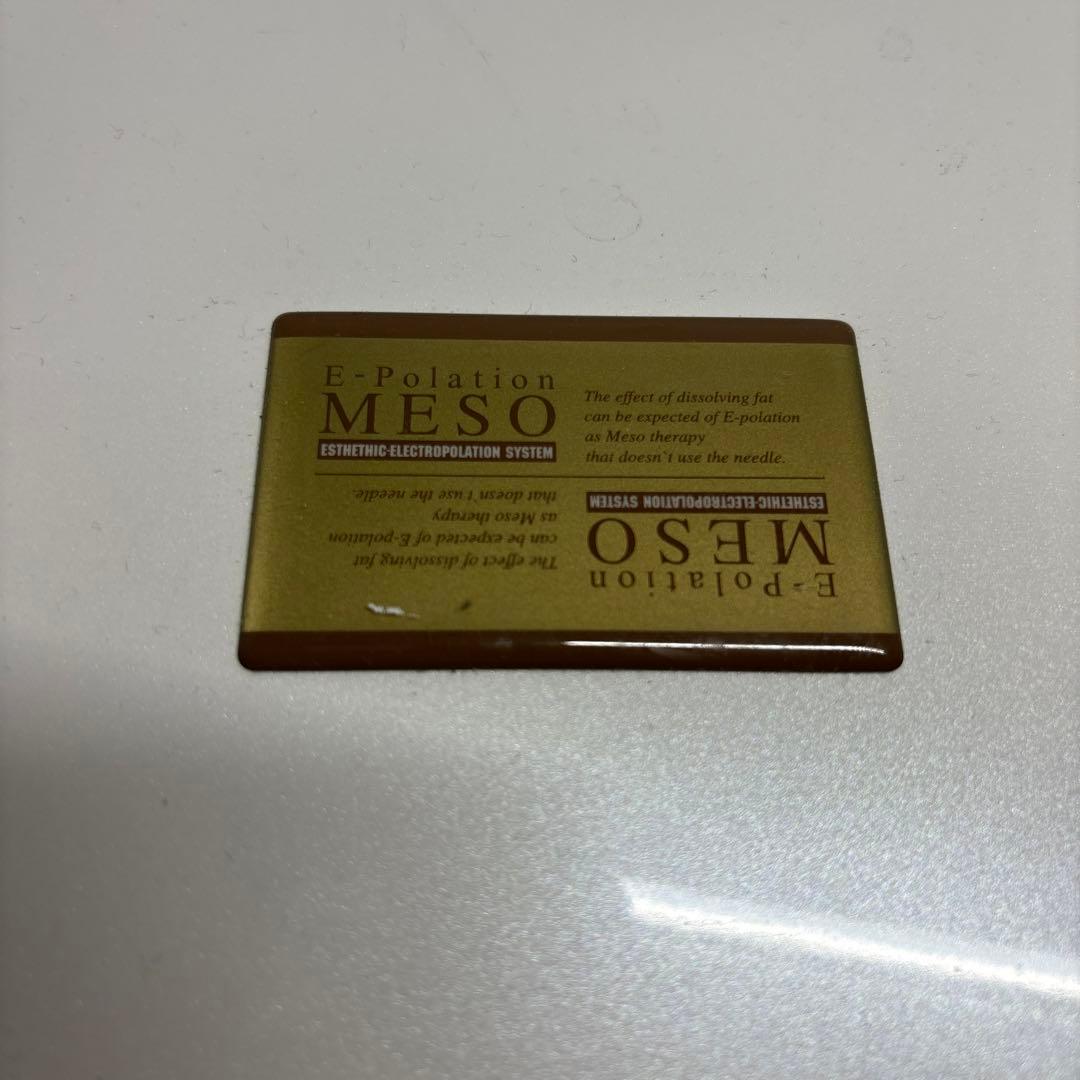 E-Polation
MESO
ESTHETHIC-ELECTROPOLATION SYSTEM
The effect of dissolving fat
can be expected of E-polation
as Meso therapy
that doesn`t use the needle.
E-Polation
MESO
ESTHETHIC-ELECTROPOLATION SYSTEM
The effect of dissolving fat
can be expected of E-polation
as Meso therapy
that doesn`t use the needle.